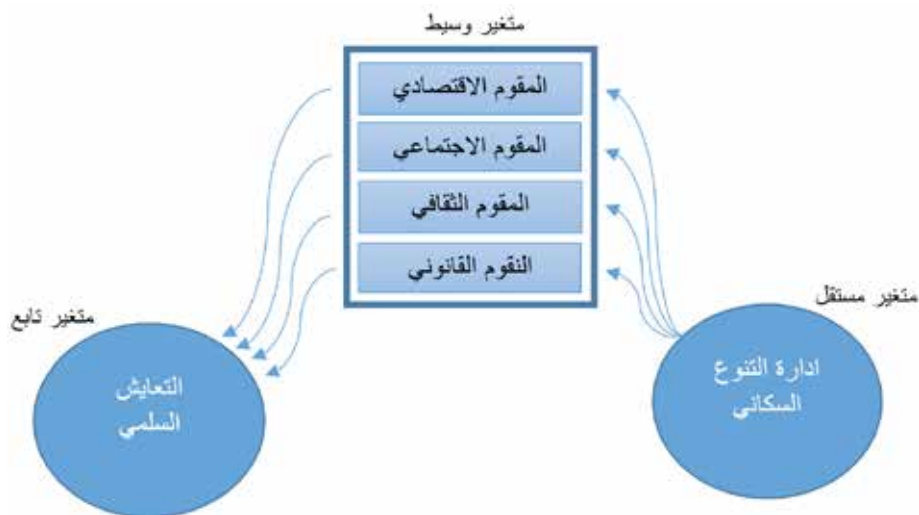 متغير وسيط
المقوم الاقتصادي
المقوم الاجتماعي
المقوم الثقافي
النقوم القانوني
متغير مستقل
ادارة التنوع
السكاني
متغير تابع
التعايش
السلمي